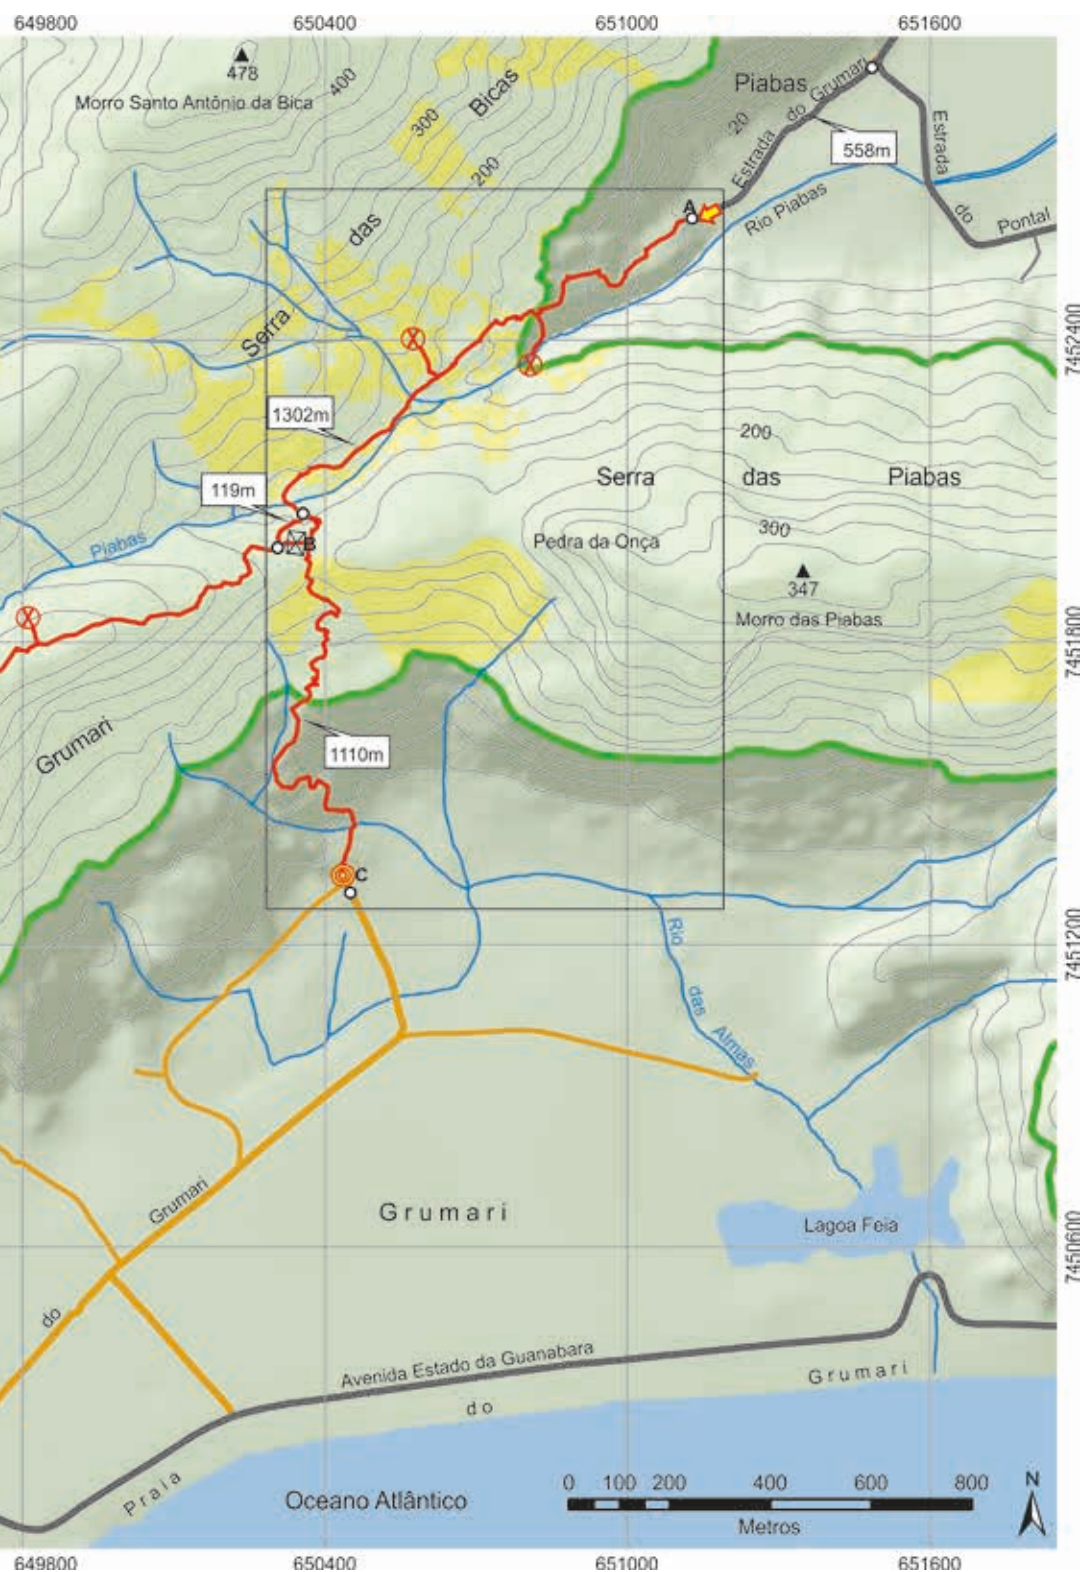 649800 650400 651000 651600
478
Morro Santo Antônio da Bica
400
300
200
Serra das Bicas
Piabas
20
Estrada do Grumari
558m
Estrada do Pontal
Rio Piabas
A
7452400
1302m
119m
B
Piabas
200
Serra das Piabas
300
Pedra da Onça
347
Morro das Piabas
7451800
Grumari
1110m
C
7451200
Rio das Almas
Grumari
do
Grumari
Lagoa Feia
7450600
Avenida Estado da Guanabara
Praia do Grumari
Oceano Atlântico
0 100 200 400 600 800
Metros
N
649800 650400 651000 651600